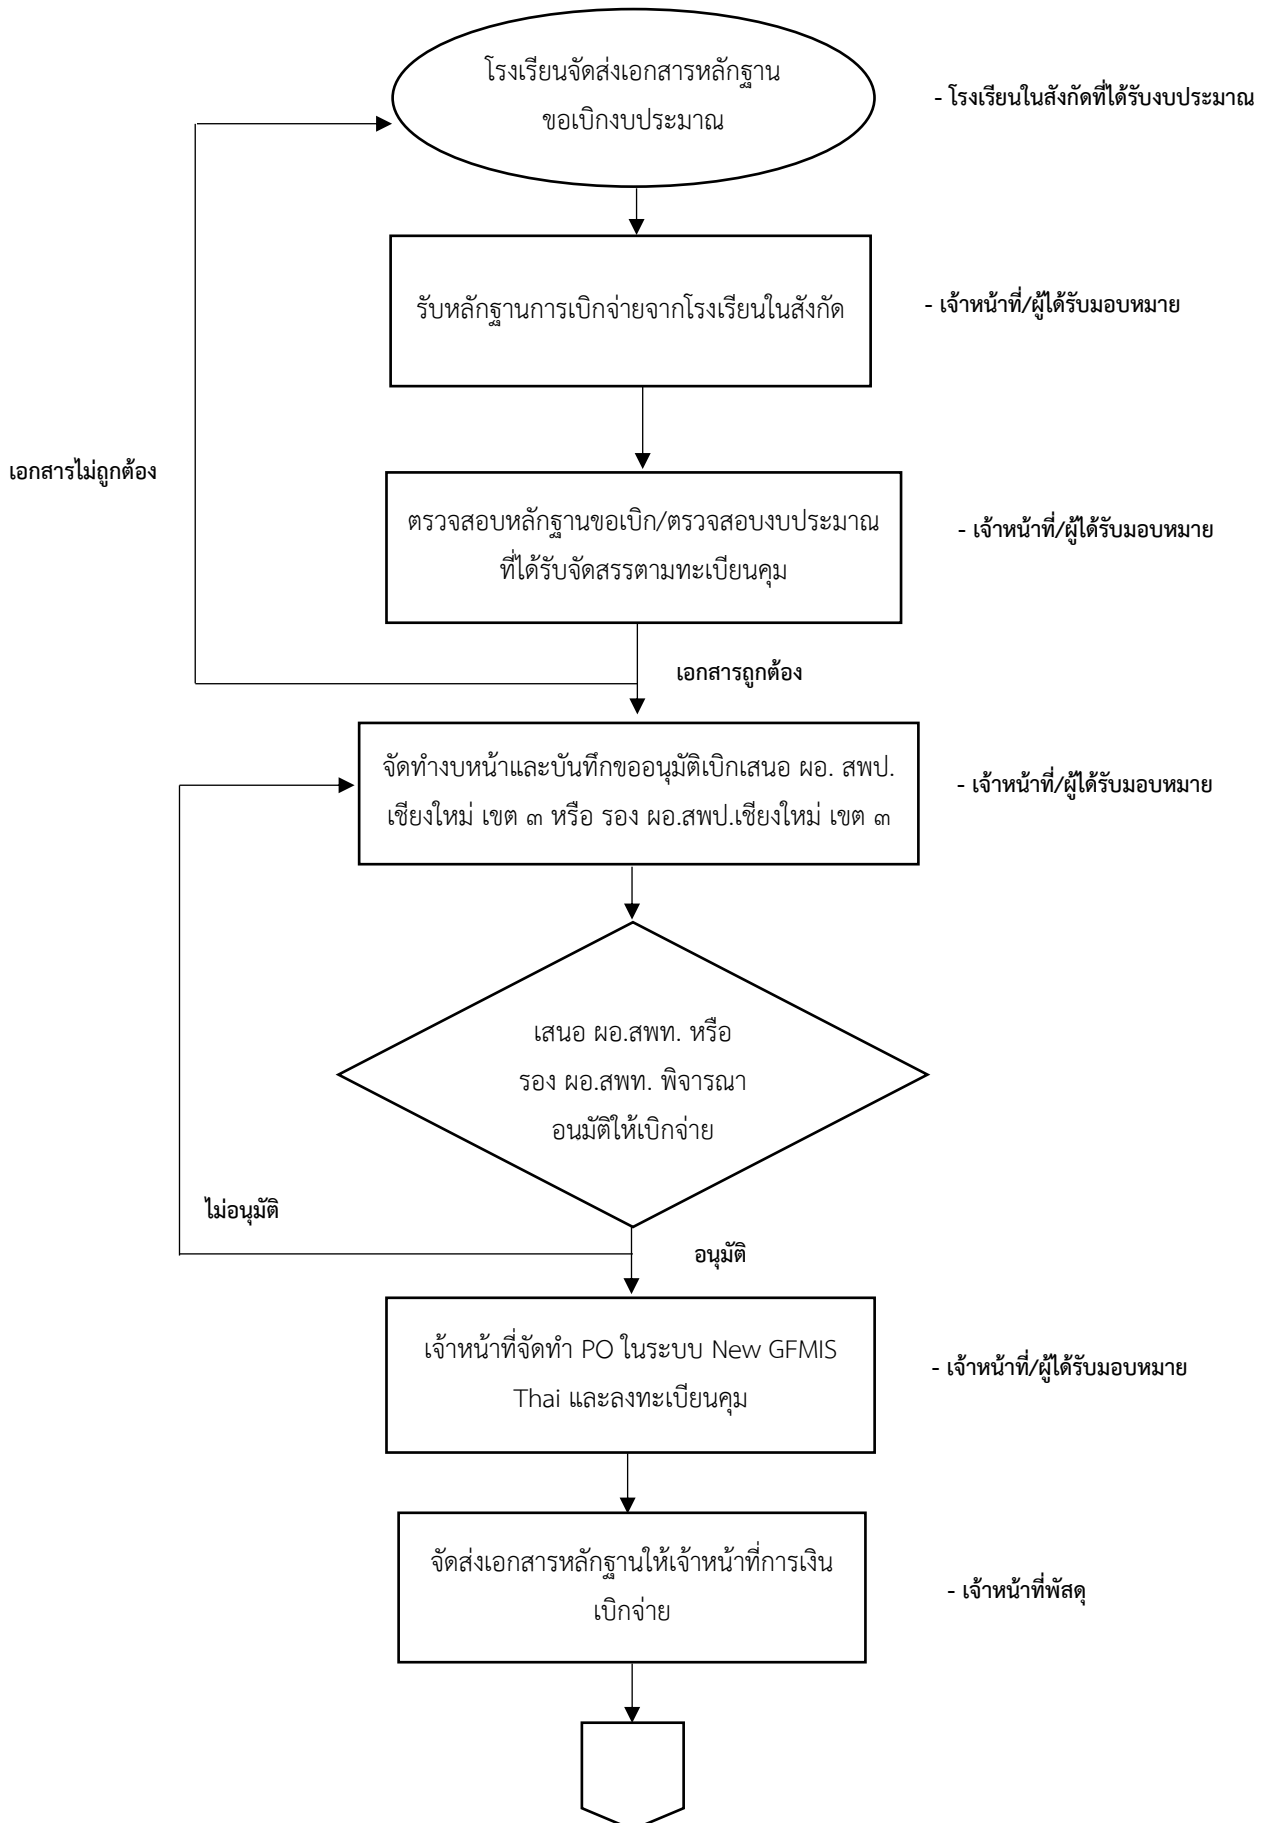 โรงเรียนจัดส่งเอกสารหลักฐาน
ขอเบิกงบประมาณ
- โรงเรียนในสังกัดที่ได้รับงบประมาณ
รับหลักฐานการเบิกจ่ายจากโรงเรียนในสังกัด
- เจ้าหน้าที่/ผู้ได้รับมอบหมาย
เอกสารไม่ถูกต้อง
ตรวจสอบหลักฐานขอเบิก/ตรวจสอบงบประมาณ
ที่ได้รับจัดสรรตามทะเบียนคุม
- เจ้าหน้าที่/ผู้ได้รับมอบหมาย
เอกสารถูกต้อง
จัดทำงบหน้าและบันทึกขออนุมัติเบิกเสนอ ผอ. สพป.
เชียงใหม่ เขต ๓ หรือ รอง ผอ.สพป.เชียงใหม่ เขต ๓
- เจ้าหน้าที่/ผู้ได้รับมอบหมาย
เสนอ ผอ.สพท. หรือ
รอง ผอ.สพท. พิจารณา
อนมัติให้เบิกจ่าย
ไม่อนุมัติ
อนุมัติ
เจ้าหน้าที่จัดทำ PO ในระบบ New GFMIS
Thai และลงทะเบียนคุม
- เจ้าหน้าที่/ผู้ได้รับมอบหมาย
จัดส่งเอกสารหลักฐานให้เจ้าหน้าที่การเงิน
เบิกจ่าย
- เจ้าหน้าที่พัสดุ